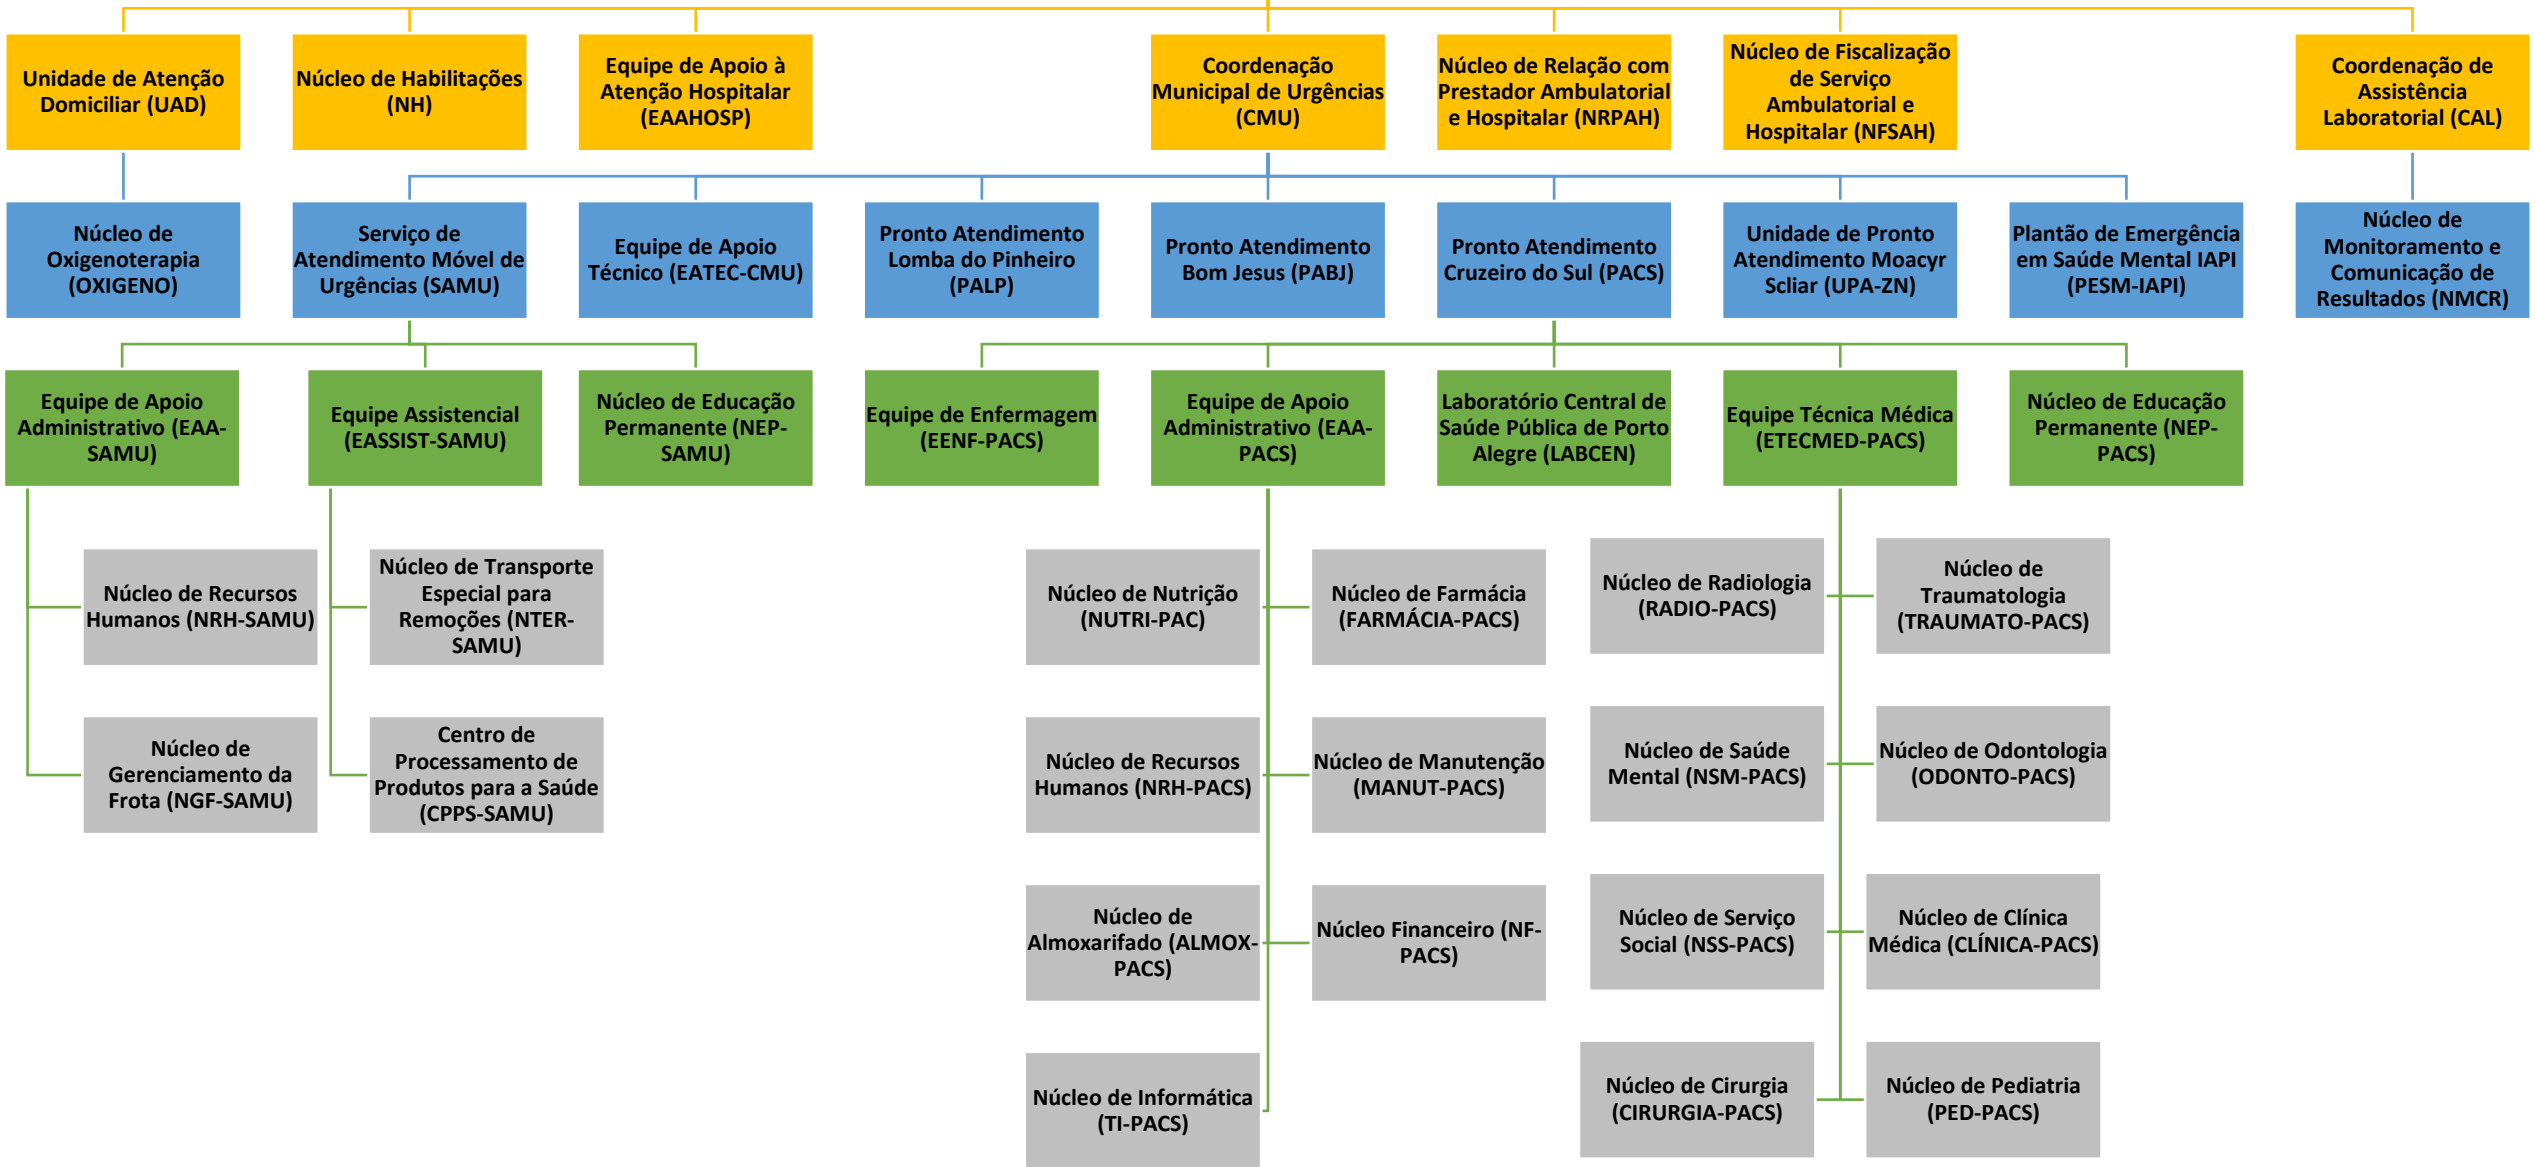 Unidade de Atenção
Domiciliar (UAD)
Núcleo de Habilitações
(NH)
Equipe de Apoio à
Atenção Hospitalar
(EAAHOSP)
Coordenação
Municipal de Urgências
(CMU)
Núcleo de Relação com
Prestador Ambulatorial
e Hospitalar (NRPAH)
Núcleo de Fiscalização
de Serviço
Ambulatorial e
Hospitalar (NFSAH)
Coordenação de
Assistência
Laboratorial (CAL)
Núcleo de
Oxigenoterapia
(OXIGENO)
Serviço de
Atendimento Móvel de
Urgências (SAMU)
Equipe de Apoio
Técnico (EATEC-CMU)
Pronto Atendimento
Lomba do Pinheiro
(PALP)
Pronto Atendimento
Bom Jesus (PABJ)
Pronto Atendimento
Cruzeiro do Sul (PACS)
Unidade de Pronto
Atendimento Moacyr
Scliar (UPA-ZN)
Plantão de Emergência
em Saúde Mental IAPI
(PESM-IAPI)
Núcleo de
Monitoramento e
Comunicação de
Resultados (NMCR)
Equipe de Apoio
Administrativo (EAA-
SAMU)
Equipe Assistencial
(EASSIST-SAMU)
Núcleo de Educação
Permanente (NEP-
SAMU)
Equipe de Enfermagem
(EENF-PACS)
Equipe de Apoio
Administrativo (EAA-
PACS)
Laboratório Central de
Saúde Pública de Porto
Alegre (LABCEN)
Equipe Técnica Médica
(ETECMED-PACS)
Núcleo de Educação
Permanente (NEP-
PACS)
Núcleo de Recursos
Humanos (NRH-SAMU)
Núcleo de Transporte
Especial para
Remoções (NTER-
SAMU)
Núcleo de Nutrição
(NUTRI-PAC)
Núcleo de Farmácia
(FARMÁCIA-PACS)
Núcleo de Radiologia
(RADIO-PACS)
Núcleo de
Traumatologia
(TRAUMATO-PACS)
Núcleo de
Gerenciamento da
Frota (NGF-SAMU)
Centro de
Processamento de
Produtos para a Saúde
(CPPS-SAMU)
Núcleo de Recursos
Humanos (NRH-PACS)
Núcleo de Manutenção
(MANUT-PACS)
Núcleo de Saúde
Mental (NSM-PACS)
Núcleo de Odontologia
(ODONTO-PACS)
Núcleo de
Almoxarifado (ALMOX-
PACS)
Núcleo Financeiro (NF-
PACS)
Núcleo de Serviço
Social (NSS-PACS)
Núcleo de Clínica
Médica (CLÍNICA-PACS)
Núcleo de Informática
(TI-PACS)
Núcleo de Cirurgia
(CIRURGIA-PACS)
Núcleo de Pediatria
(PED-PACS)